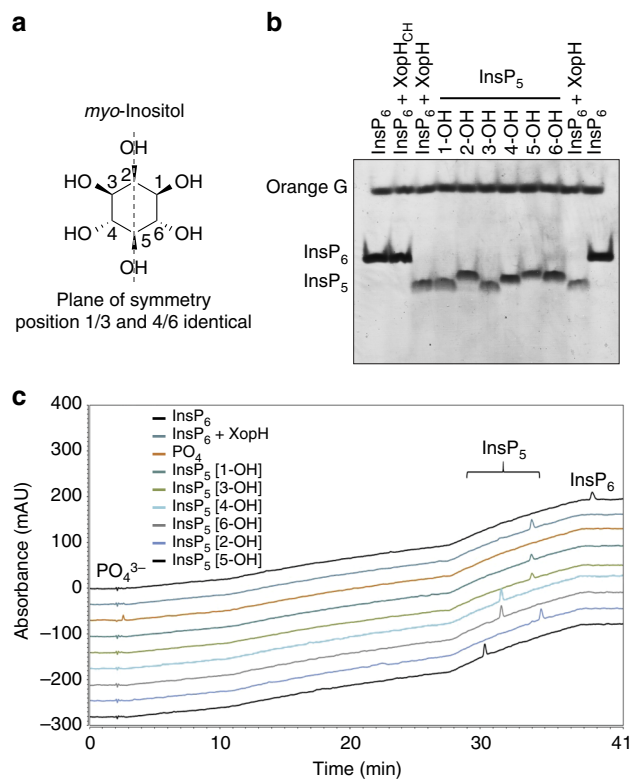 a
myo-Inositol
OH
HO 3 2 1 OH
HO 4 5 6 OH
OH
Plane of symmetry
position 1/3 and 4/6 identical
b
InsP6
InsP6 + XopHCH
InsP6 + XopH
InsP5
1-OH
2-OH
3-OH
4-OH
5-OH
6-OH
InsP6 + XopH
InsP6
Orange G
InsP6
InsP5
c
400
300
200
100
0
–100
–200
–300
Absorbance (mAU)
InsP6
InsP6 + XopH
PO4
InsP5 [1-OH]
InsP5 [3-OH]
InsP5 [4-OH]
InsP5 [6-OH]
InsP5 [2-OH]
InsP5 [5-OH]
PO4 3–
InsP5
InsP6
0 10 20 30 41
Time (min)